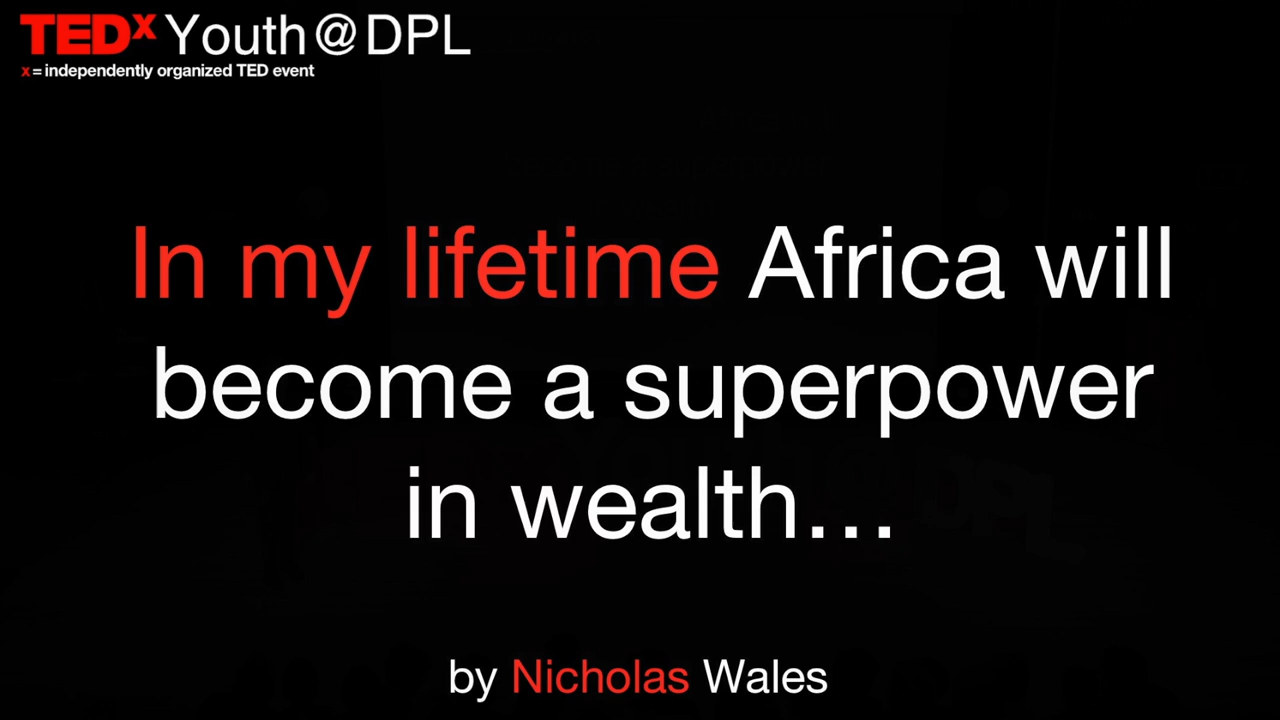 TEDx Youth@DPL
x = independently organized TED event
In my lifetime Africa will
become a superpower
in wealth...
by Nicholas Wales